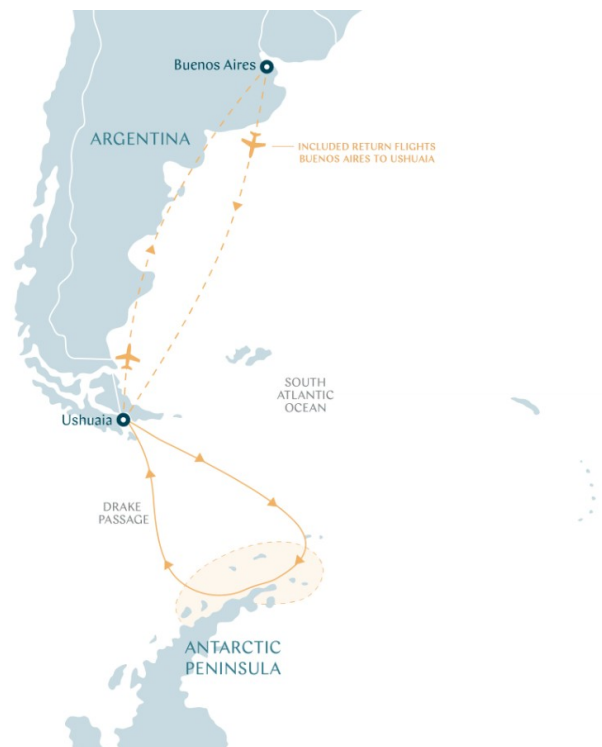 Buenos Aires
ARGENTINA
INCLUDED RETURN FLIGHTS
BUENOS AIRES TO USHUAIA
SOUTH
ATLANTIC
OCEAN
Ushuaia
DRAKE
PASSAGE
ANTARCTIC
PENINSULA